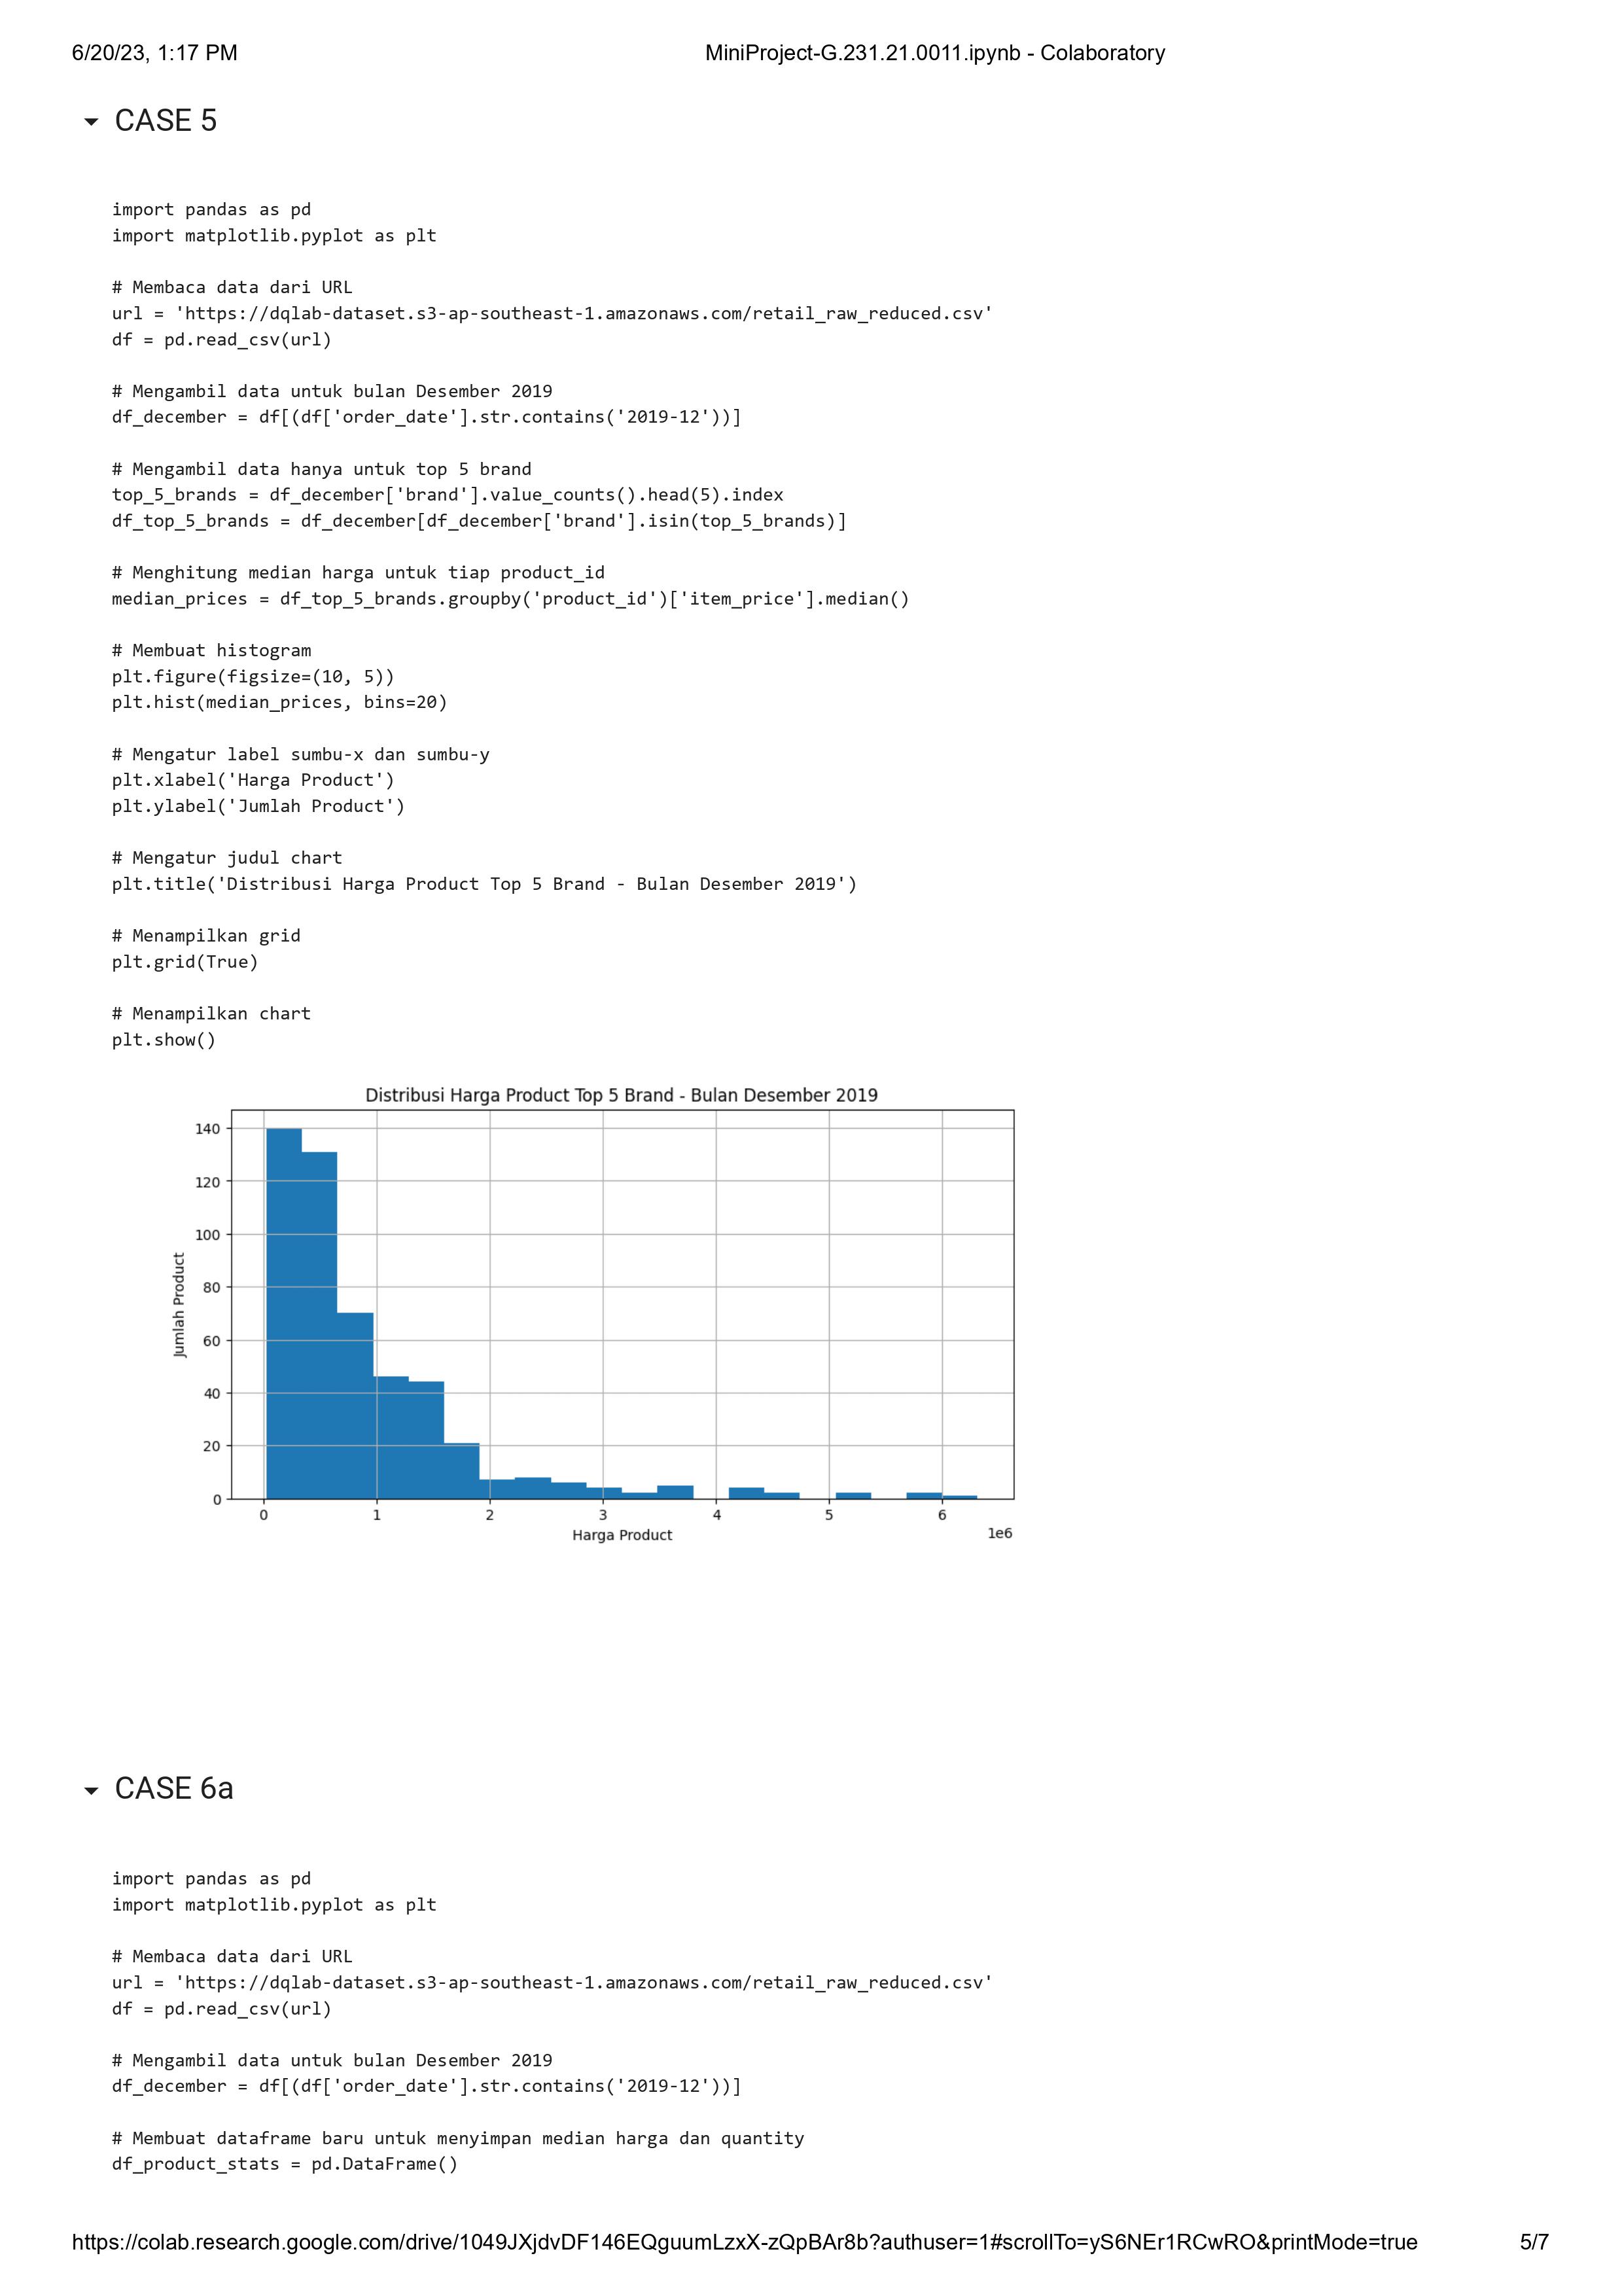 6/20/23, 1:17 PM
MiniProject-G.231.21.0011.ipynb - Colaboratory
CASE 5
import pandas as pd
import matplotlib.pyplot as plt
# Membaca data dari URL
url = 'https://dqlab-dataset.s3-ap-southeast-1.amazonaws.com/retail_raw_reduced.csv'
df = pd.read_csv(url)
# Mengambil data untuk bulan Desember 2019
df_december = df[(df['order_date'].str.contains('2019-12'))]
# Mengambil data hanya untuk top 5 brand
top_5_brands = df_december['brand'].value_counts().head(5).index
df_top_5_brands = df_december[df_december['brand'].isin(top_5_brands)]
# Menghitung median harga untuk tiap product_id
median_prices = df_top_5_brands.groupby('product_id')['item_price'].median()
# Membuat histogram
plt.figure(figsize=(10, 5))
plt.hist(median_prices, bins=20)
# Mengatur label sumbu-x dan sumbu-y
plt.xlabel('Harga Product')
plt.ylabel('Jumlah Product')
# Mengatur judul chart
plt.title('Distribusi Harga Product Top 5 Brand - Bulan Desember 2019')
# Menampilkan grid
plt.grid(True)
# Menampilkan chart
plt.show()
Distribusi Harga Product Top 5 Brand - Bulan Desember 2019
140
120
100
80
60
40
20
0
Jumlah Product
0 1 2 3 4 5 6
Harga Product
1e6
CASE 6a
import pandas as pd
import matplotlib.pyplot as plt
# Membaca data dari URL
url = 'https://dqlab-dataset.s3-ap-southeast-1.amazonaws.com/retail_raw_reduced.csv'
df = pd.read_csv(url)
# Mengambil data untuk bulan Desember 2019
df_december = df[(df['order_date'].str.contains('2019-12'))]
# Membuat dataframe baru untuk menyimpan median harga dan quantity
df_product_stats = pd.DataFrame()
https://colab.research.google.com/drive/1049JXjdvDF146EQguumLzxX-zQpBAr8b?authuser=1#scrollTo=yS6NEr1RCwRO&printMode=true
5/7